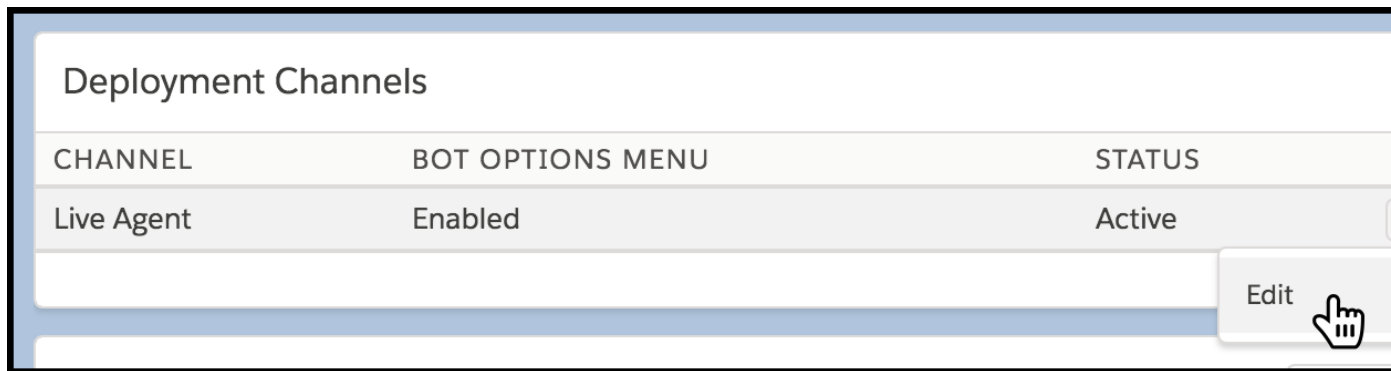 Deployment Channels
CHANNEL BOT OPTIONS MENU STATUS
Live Agent Enabled Active
Edit